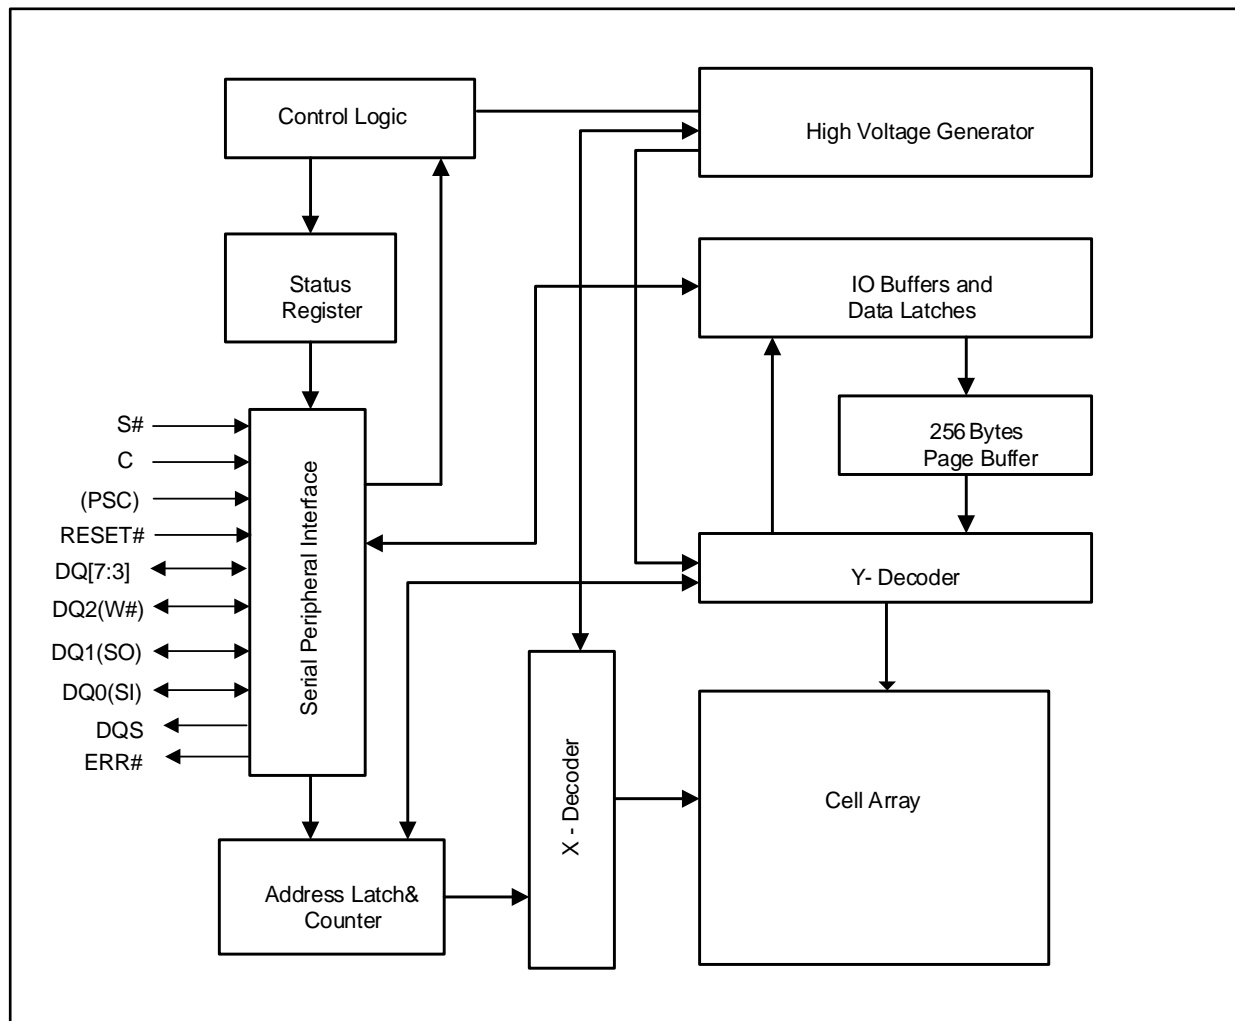 Control Logic
High Voltage Generator
Status
Register
IO Buffers and
Data Latches
256 Bytes
Page Buffer
S#
C
(PSC)
RESET#
DQ[7:3]
DQ2(W#)
DQ1(SO)
DQ0(SI)
DQS
ERR#
Serial Peripheral Interface
Y- Decoder
X - Decoder
Cell Array
Address Latch&
Counter